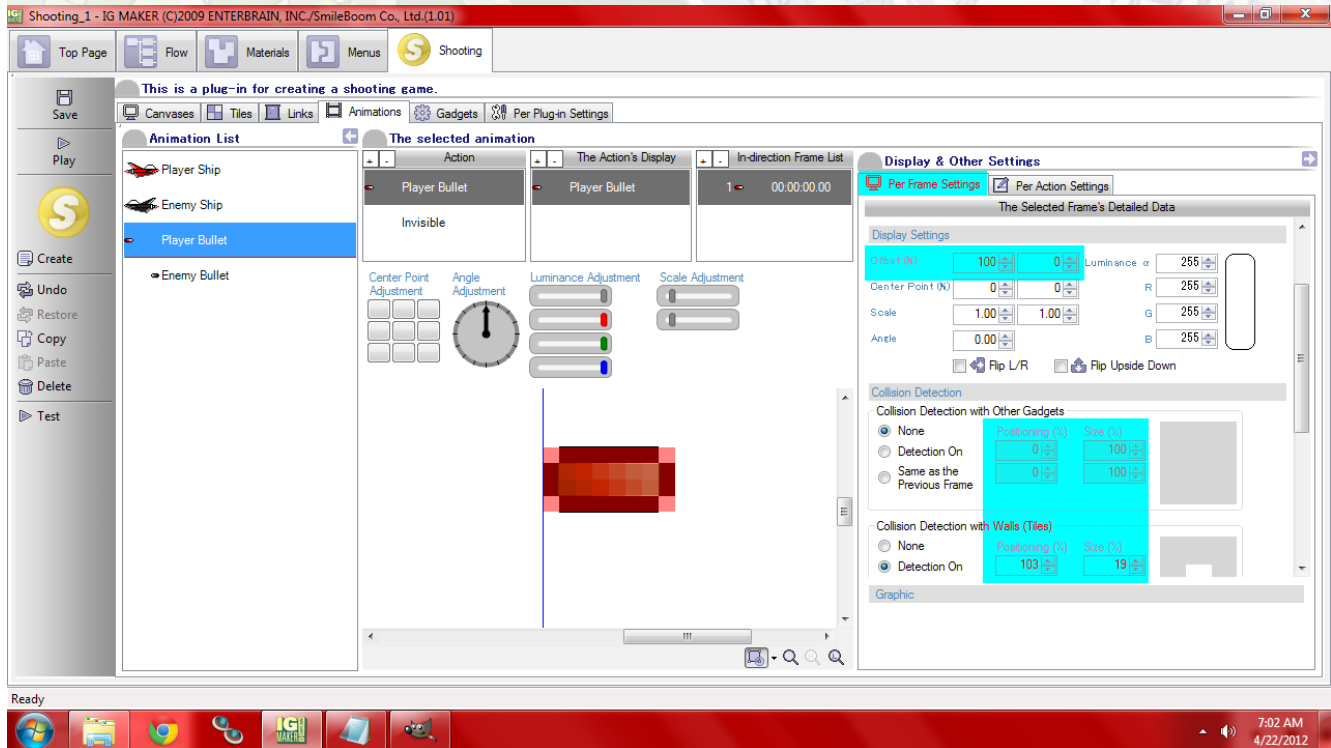 Shooting_1 - IG MAKER (C)2009 ENTERBRAIN, INC./SmileBoom Co., Ltd.(1.01)
Top Page Flow Materials Menus Shooting
This is a plug-in for creating a shooting game.
Canvases Tiles Links Animations Gadgets Per Plug-in Settings
Save
Play
Create
Undo
Restore
Copy
Paste
Delete
Test
Animation List
Player Ship
Enemy Ship
Player Bullet
Enemy Bullet
The selected animation
+ - Action + - The Action's Display + - In-direction Frame List
Player Bullet Player Bullet 1 00:00:00.00
Invisible
Center Point Adjustment Angle Adjustment Luminance Adjustment Scale Adjustment
Display & Other Settings
Per Frame Settings Per Action Settings
The Selected Frame's Detailed Data
Display Settings
Offset (%) 100 0 Luminance α 255
Center Point (%) 0 0 R 255
Scale 1.00 1.00 G 255
Angle 0.00 B 255
Flip L/R Flip Upside Down
Collision Detection
Collision Detection with Other Gadgets
None Positioning (%) Size (%)
Detection On 0 100
Same as the Previous Frame 0 100
Collision Detection with Walls (Tiles)
None Positioning (%) Size (%)
Detection On 103 19
Graphic
Ready
IG MAKER
7:02 AM
4/22/2012